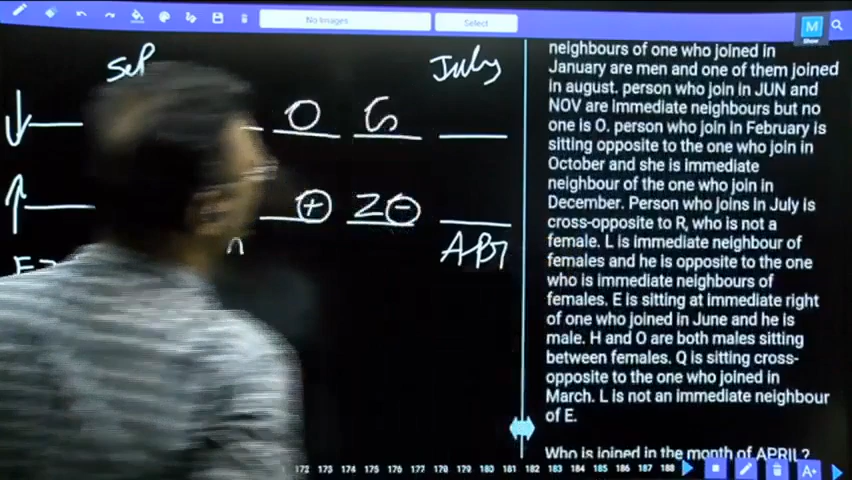 No Images Select
M
Show
Sep July
O G
+ Z -
APr
neighbours of one who joined in
January are men and one of them joined
in august. person who join in JUN and
NOV are immediate neighbours but no
one is O. person who join in February is
sitting opposite to the one who join in
October and she is immediate
neighbour of the one who join in
December. Person who joins in July is
cross-opposite to R, who is not a
female. L is immediate neighbour of
females and he is opposite to the one
who is immediate neighbours of
females. E is sitting at immediate right
of one who joined in June and he is
male. H and O are both males sitting
between females. Q is sitting cross-
opposite to the one who joined in
March. L is not an immediate neighbour
of E.
Who is joined in the month of APRIL?
172 173 174 175 176 177 178 179 180 181 182 183 184 185 186 187 188
A+